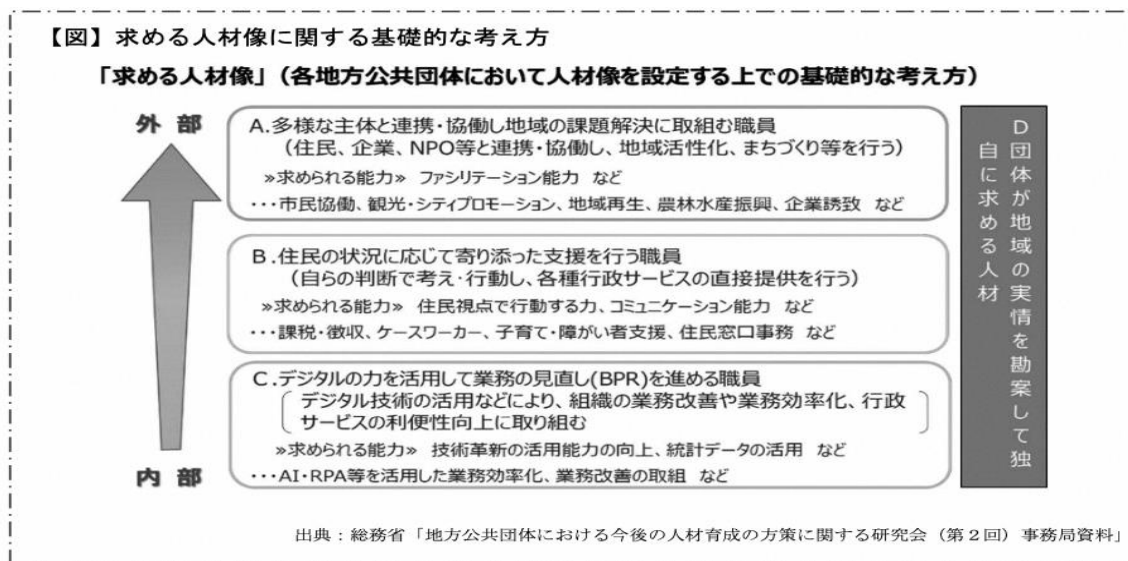 【図】求める人材像に関する基礎的な考え方
「求める人材像」（各地方公共団体において人材像を設定する上での基礎的な考え方）
外 部
A.多様な主体と連携・協働し地域の課題解決に取組む職員
（住民、企業、NPO等と連携・協働し、地域活性化、まちづくり等を行う）
»求められる能力» ファシリテーション能力 など
･･･市民協働、観光・シティプロモーション、地域再生、農林水産振興、企業誘致 など
B.住民の状況に応じて寄り添った支援を行う職員
（自らの判断で考え・行動し、各種行政サービスの直接提供を行う）
»求められる能力» 住民視点で行動する力、コミュニケーション能力 など
･･･課税・徴収、ケースワーカー、子育て・障がい者支援、住民窓口事務 など
C.デジタルの力を活用して業務の見直し(BPR)を進める職員
デジタル技術の活用などにより、組織の業務改善や業務効率化、行政
サービスの利便性向上に取り組む
»求められる能力» 技術革新の活用能力の向上、統計データの活用 など
･･･AI・RPA等を活用した業務効率化、業務改善の取組 など
内 部
D団体が地域の実情を勘案して独
自に求める人材
出典：総務省「地方公共団体における今後の人材育成の方策に関する研究会（第２回）事務局資料」